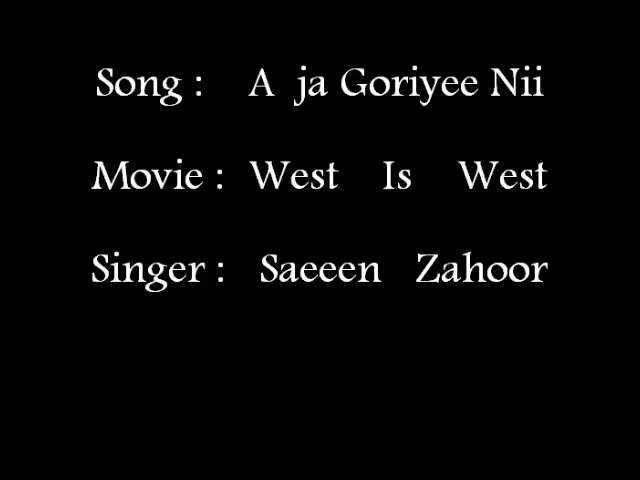 Song : A ja Goriyee Nii
Movie : West Is West
Singer : Saeeen Zahoor